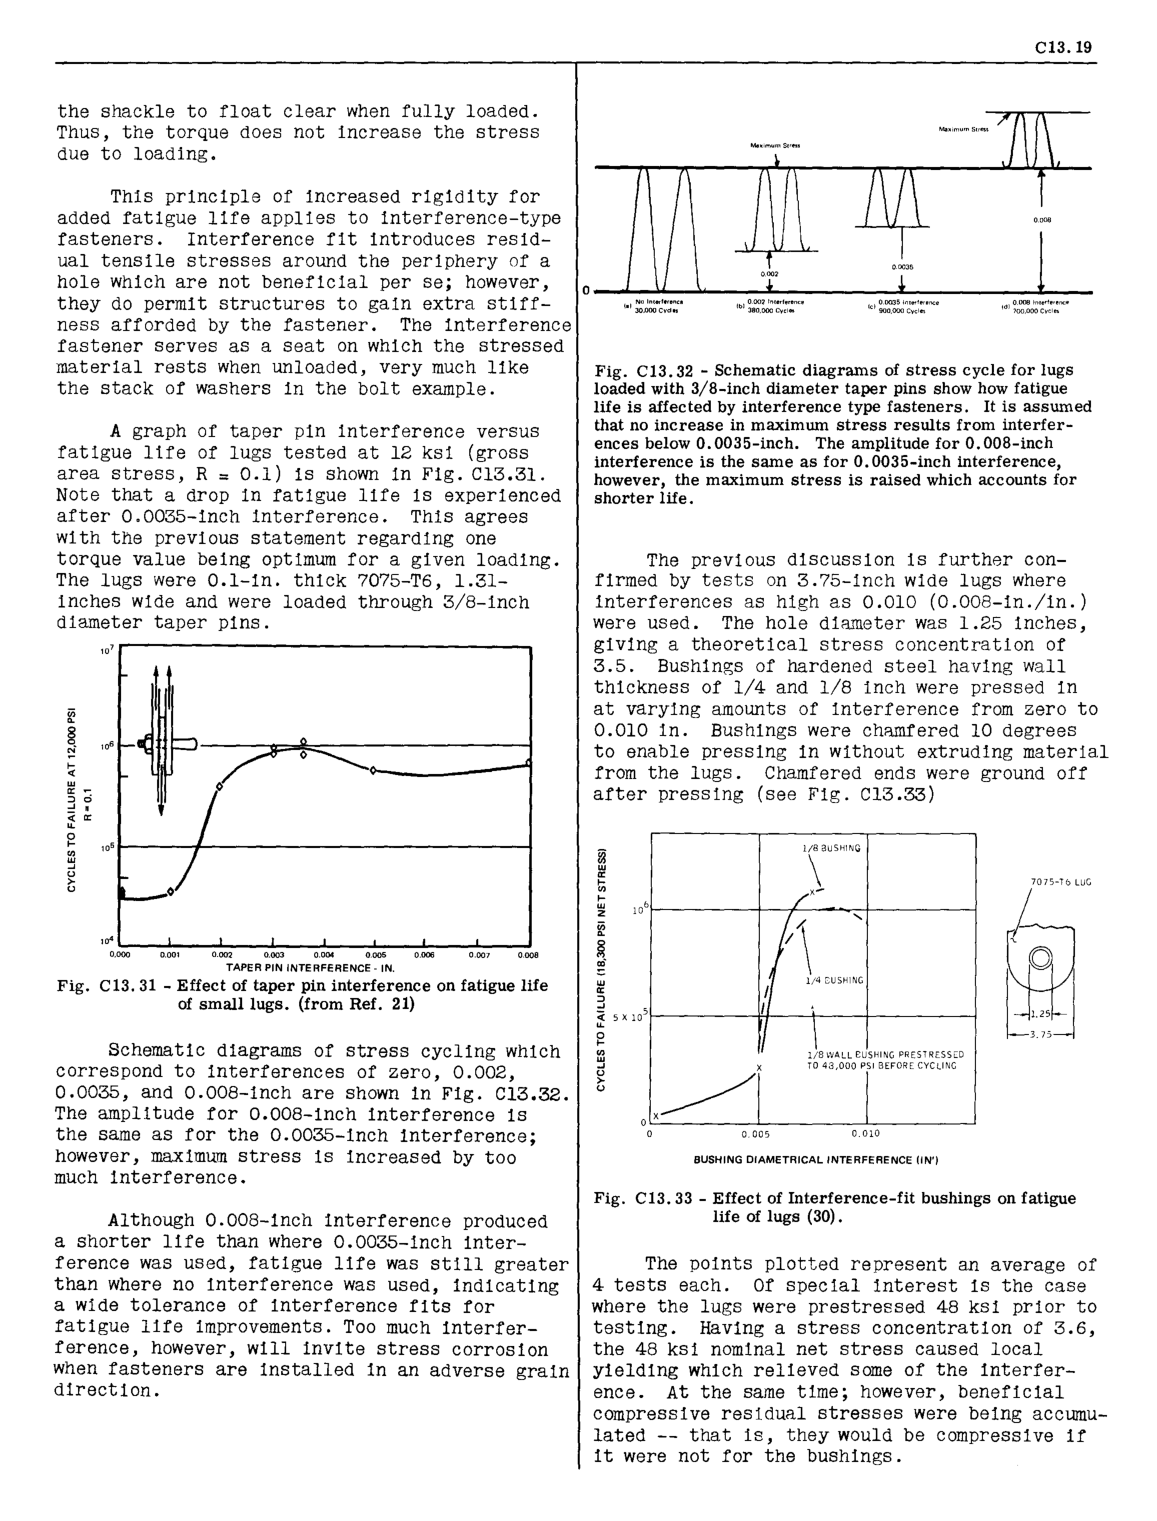 C13.19
the shackle to float clear when fully loaded.
Thus, the torque does not increase the stress
due to loading.
This principle of increased rigidity for
added fatigue life applies to interference-type
fasteners. Interference fit introduces resid-
ual tensile stresses around the periphery of a
hole which are not beneficial per se; however,
they do permit structures to gain extra stiff-
ness afforded by the fastener. The interference
fastener serves as a seat on which the stressed
material rests when unloaded, very much like
the stack of washers in the bolt example.
A graph of taper pin interference versus
fatigue life of lugs tested at 12 ksi (gross
area stress, R = 0.1) is shown in Fig. C13.31.
Note that a drop in fatigue life is experienced
after 0.0035-inch interference. This agrees
with the previous statement regarding one
torque value being optimum for a given loading.
The lugs were 0.1-in. thick 7075-T6, 1.31-
inches wide and were loaded through 3/8-inch
diameter taper pins.
CYCLES TO FAILURE AT 12,000 PSI
R = 0.1
10⁷
10⁶
10⁵
10⁴
0.000 0.001 0.002 0.003 0.004 0.005 0.006 0.007 0.008
TAPER PIN INTERFERENCE - IN.
Fig. C13.31 - Effect of taper pin interference on fatigue life
of small lugs. (from Ref. 21)
Schematic diagrams of stress cycling which
correspond to interferences of zero, 0.002,
0.0035, and 0.008-inch are shown in Fig. C13.32.
The amplitude for 0.008-inch interference is
the same as for the 0.0035-inch interference;
however, maximum stress is increased by too
much interference.
Although 0.008-inch interference produced
a shorter life than where 0.0035-inch inter-
ference was used, fatigue life was still greater
than where no interference was used, indicating
a wide tolerance of interference fits for
fatigue life improvements. Too much interfer-
ference, however, will invite stress corrosion
when fasteners are installed in an adverse grain
direction.
Maximum Stress
Maximum Stress
0.008
0.002
0.0035
0
(a) No Interference
30,000 Cycles
(b) 0.002 Interference
380,000 Cycles
(c) 0.0035 Interference
900,000 Cycles
(d) 0.008 Interference
700,000 Cycles
Fig. C13.32 - Schematic diagrams of stress cycle for lugs
loaded with 3/8-inch diameter taper pins show how fatigue
life is affected by interference type fasteners. It is assumed
that no increase in maximum stress results from interfer-
ences below 0.0035-inch. The amplitude for 0.008-inch
interference is the same as for 0.0035-inch interference,
however, the maximum stress is raised which accounts for
shorter life.
The previous discussion is further con-
firmed by tests on 3.75-inch wide lugs where
interferences as high as 0.010 (0.008-in./in.)
were used. The hole diameter was 1.25 inches,
giving a theoretical stress concentration of
3.5. Bushings of hardened steel having wall
thickness of 1/4 and 1/8 inch were pressed in
at varying amounts of interference from zero to
0.010 in. Bushings were chamfered 10 degrees
to enable pressing in without extruding material
from the lugs. Chamfered ends were ground off
after pressing (see Fig. C13.33)
CYCLES TO FAILURE (18,300 PSI NET STRESS)
1/8 BUSHING
10⁶
1/4 BUSHING
5 X 10⁵
1/8 WALL BUSHING PRESTRESSED
TO 43,000 PSI BEFORE CYCLING
0
0 0.005 0.010
BUSHING DIAMETRICAL INTERFERENCE (IN')
7075-T6 LUG
1.25
3.75
Fig. C13.33 - Effect of Interference-fit bushings on fatigue
life of lugs (30).
The points plotted represent an average of
4 tests each. Of special interest is the case
where the lugs were prestressed 48 ksi prior to
testing. Having a stress concentration of 3.6,
the 48 ksi nominal net stress caused local
yielding which relieved some of the interfer-
ence. At the same time; however, beneficial
compressive residual stresses were being accumu-
lated -- that is, they would be compressive if
it were not for the bushings.